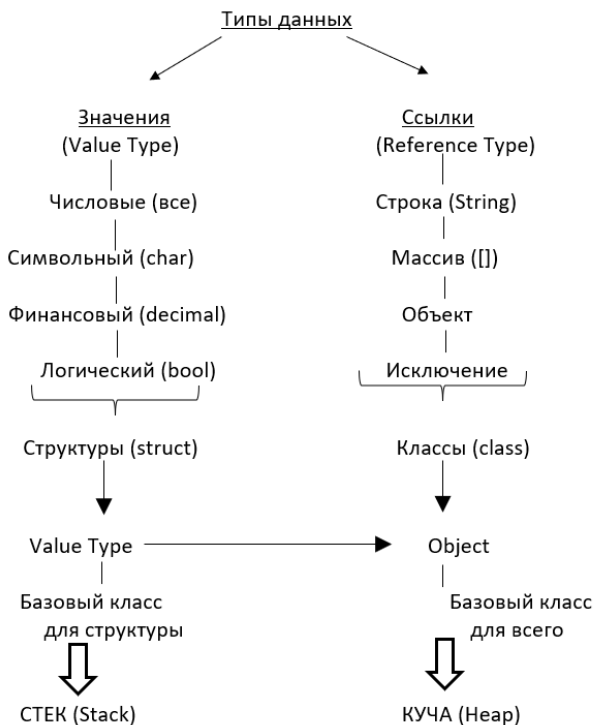 Типы данных
Значения
(Value Type)
Числовые (все)
Символьный (char)
Финансовый (decimal)
Логический (bool)
Структуры (struct)
Value Type
Базовый класс
для структуры
СТЕК (Stack)
Ссылки
(Reference Type)
Строка (String)
Массив ([])
Объект
Исключение
Классы (class)
Object
Базовый класс
для всего
КУЧА (Heap)